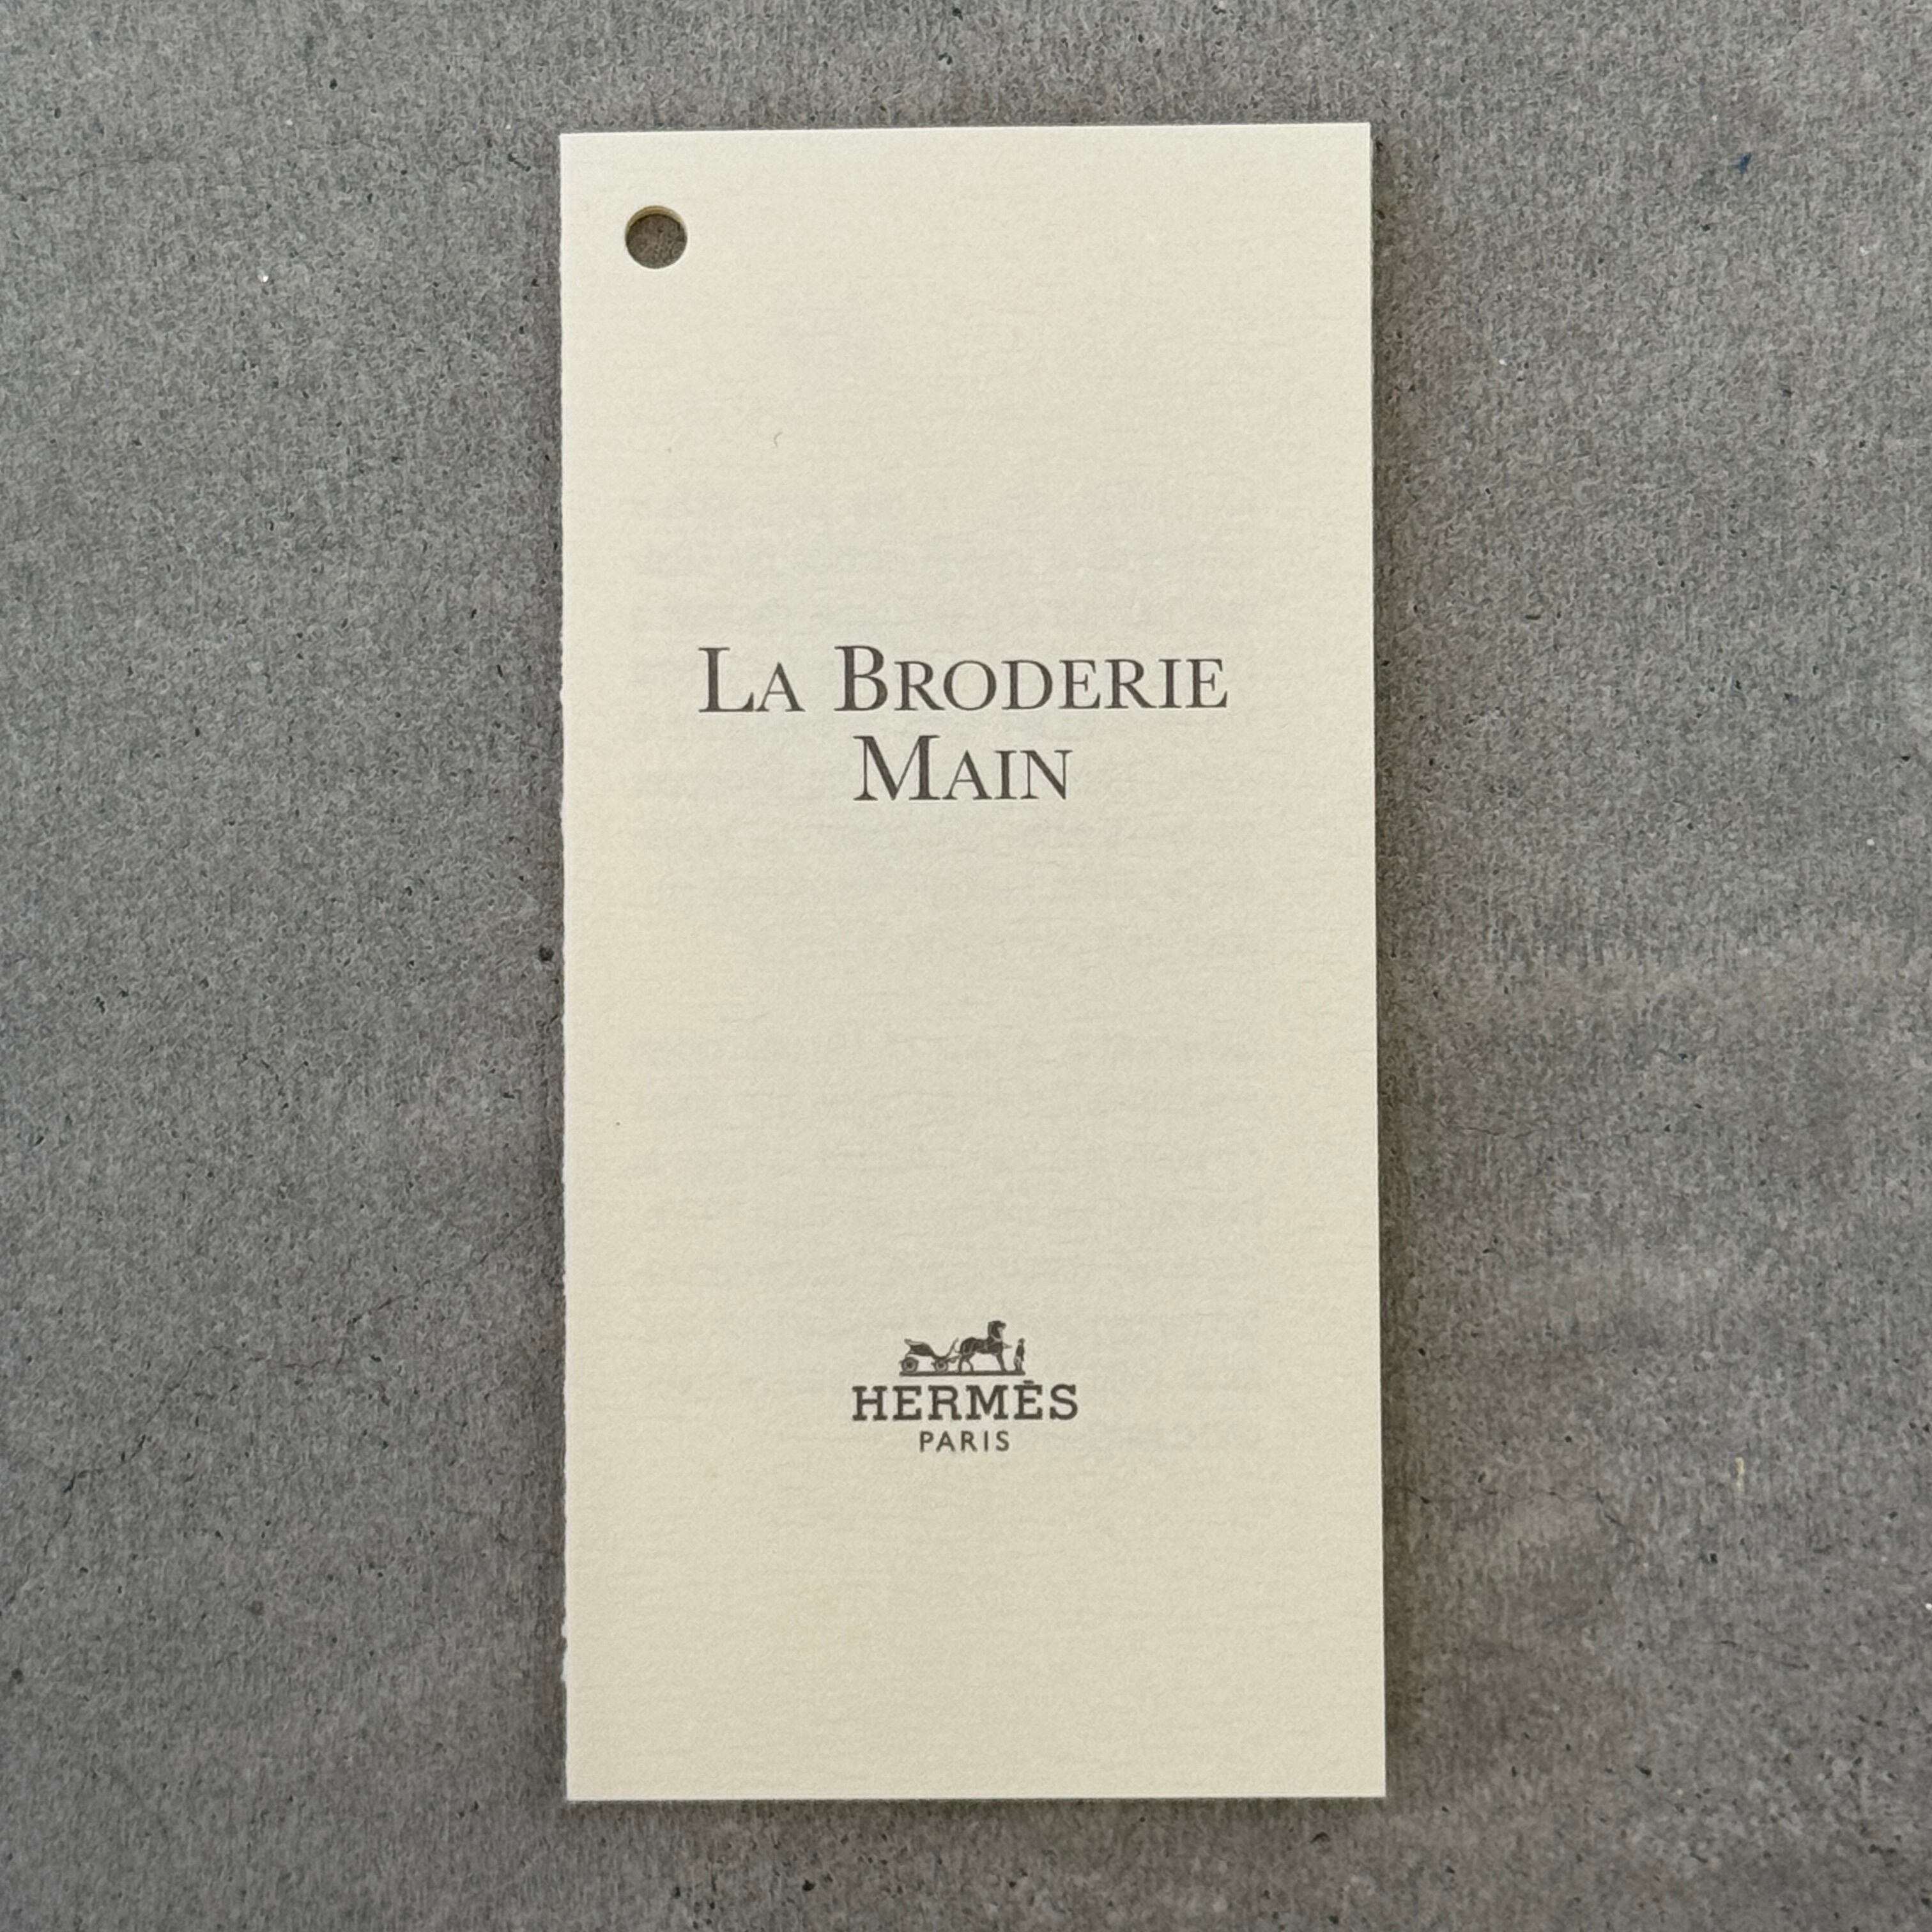 LA BRODERIE
MAIN
HERMÈS
PARIS